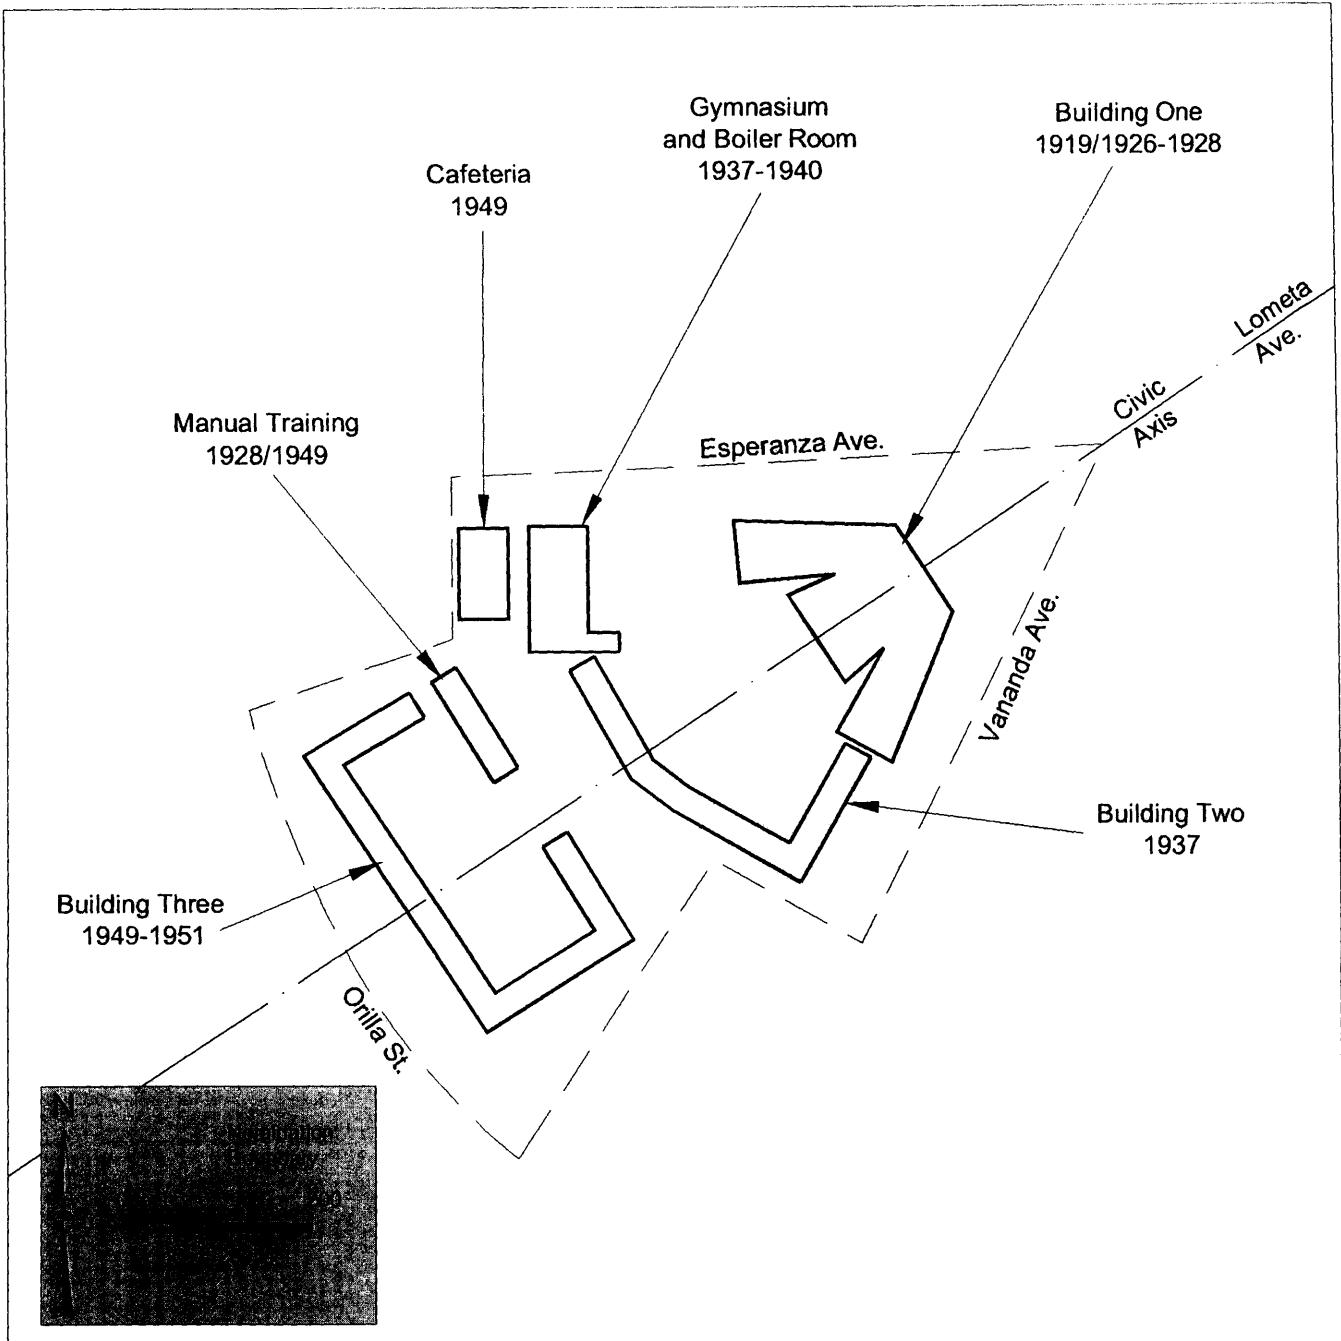 Gymnasium
and Boiler Room
1937-1940
Building One
1919/1926-1928
Cafeteria
1949
Lometa
Ave.
Civic
Axis
Manual Training
1928/1949
Esperanza Ave.
Vananda Ave.
Building Two
1937
Building Three
1949-1951
Orilla St.
N